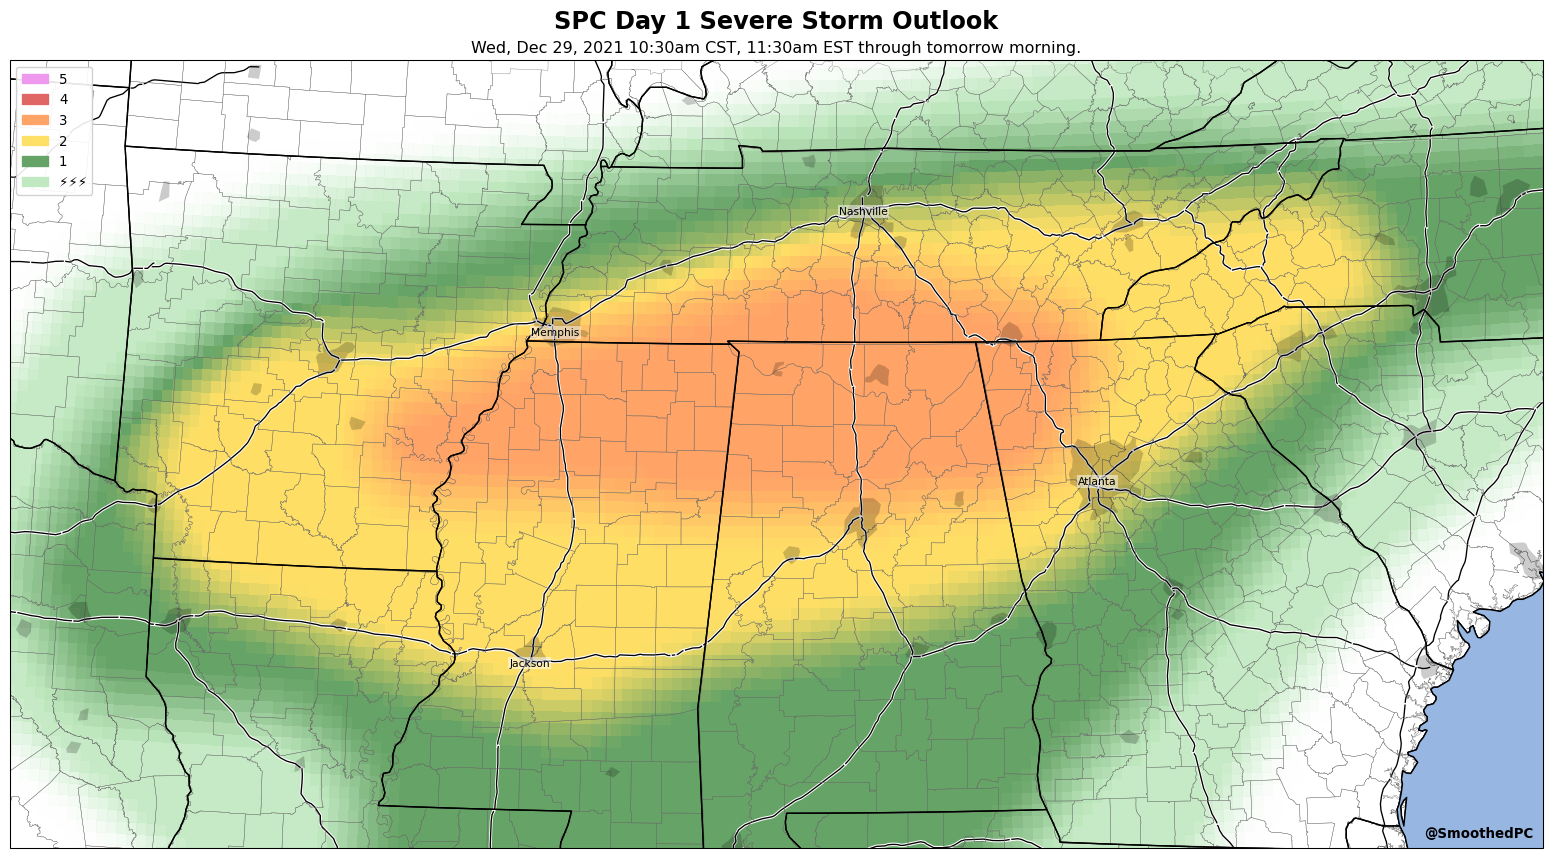 SPC Day 1 Severe Storm Outlook
Wed, Dec 29, 2021 10:30am CST, 11:30am EST through tomorrow morning.
5
4
3
2
1
⚡⚡⚡
Nashville
Memphis
Atlanta
Jackson
@SmoothedPC